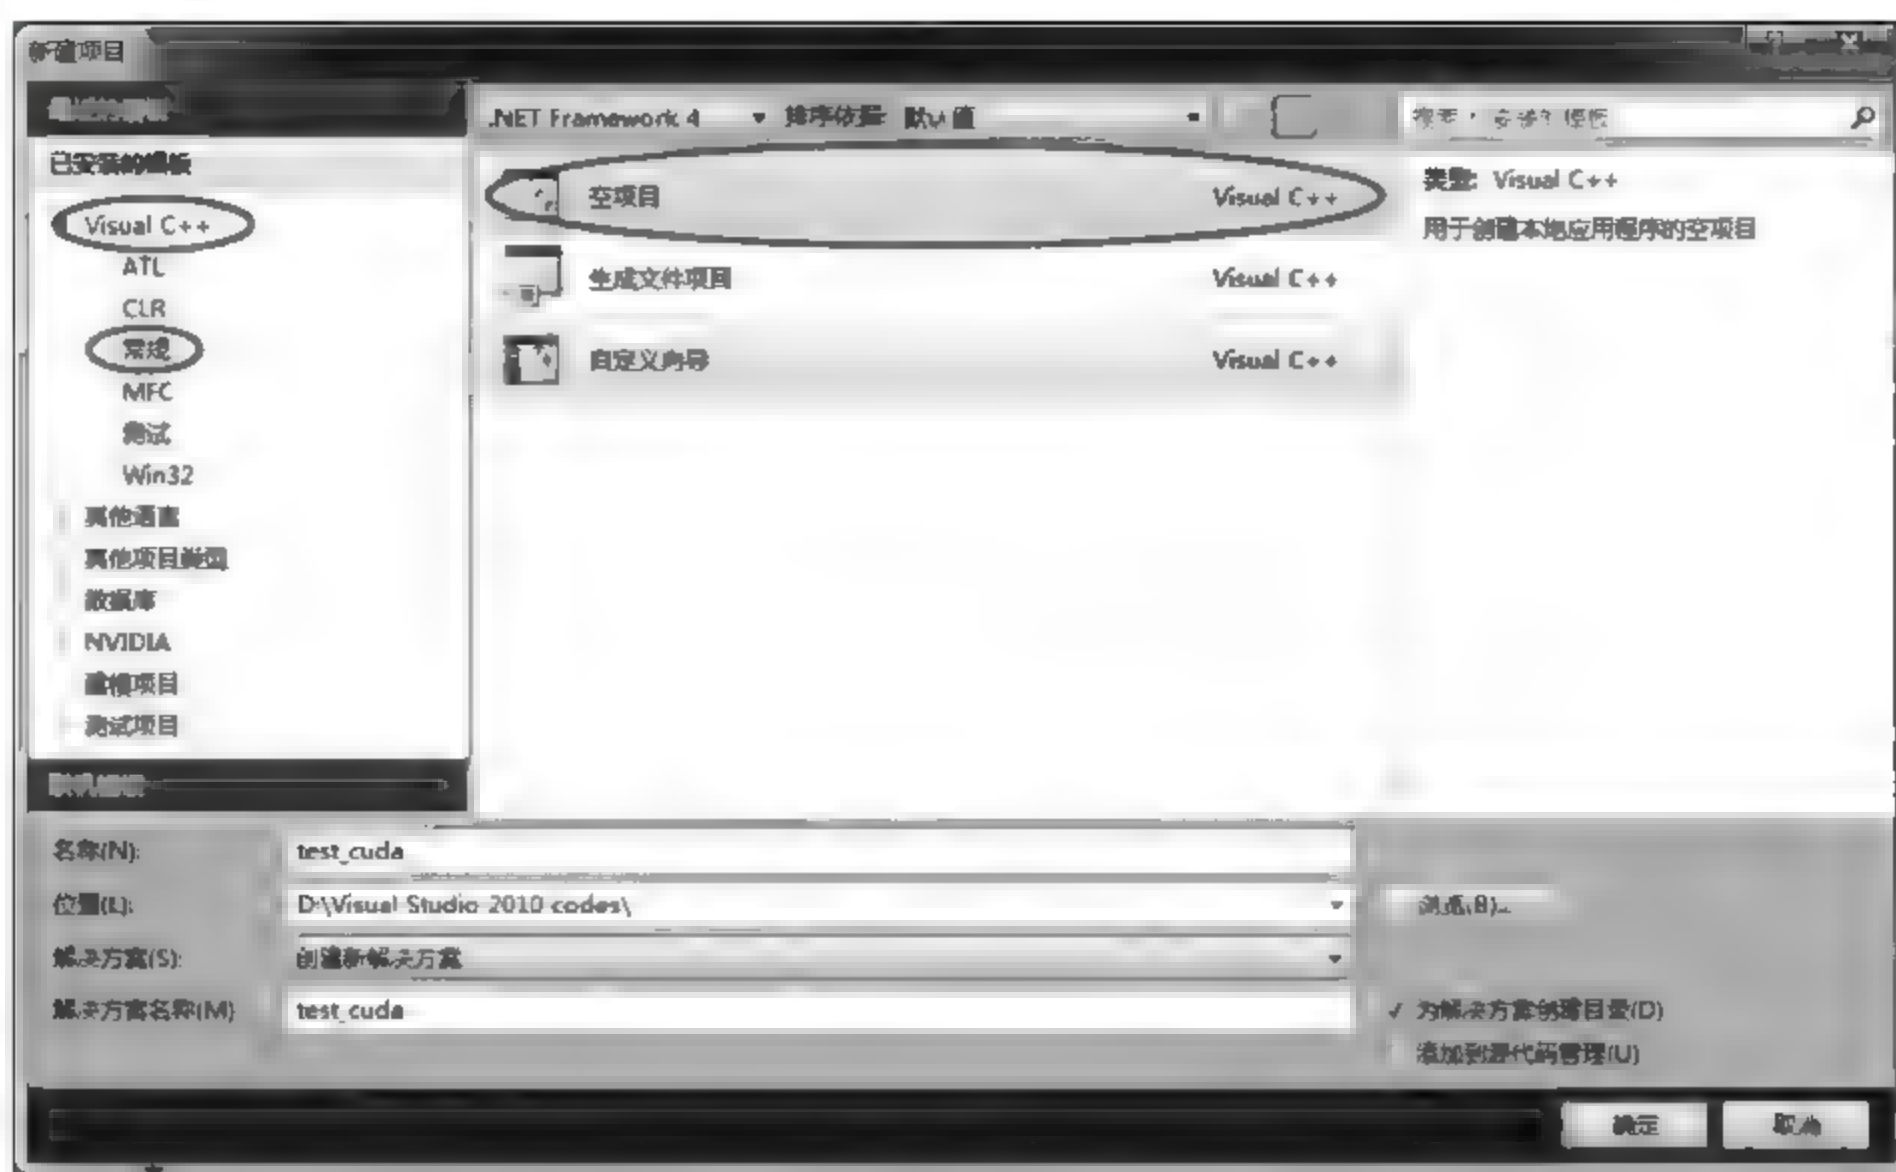 新建项目
.NET Framework 4 排序依据: 默认值
已安装的模板
Visual C++
ATL
CLR
常规
MFC
测试
Win32
其他语言
其他项目类型
数据库
NVIDIA
建模项目
测试项目
空项目 Visual C++
生成文件项目 Visual C++
自定义向导 Visual C++
类型: Visual C++
用于创建本地应用程序的空项目
名称(N): test_cuda
位置(L): D:\Visual Studio 2010 codes\ 浏览(B)...
解决方案(S): 创建新解决方案
解决方案名称(M) test_cuda
✓ 为解决方案创建目录(D)
添加到源代码管理(U)
确定 取消